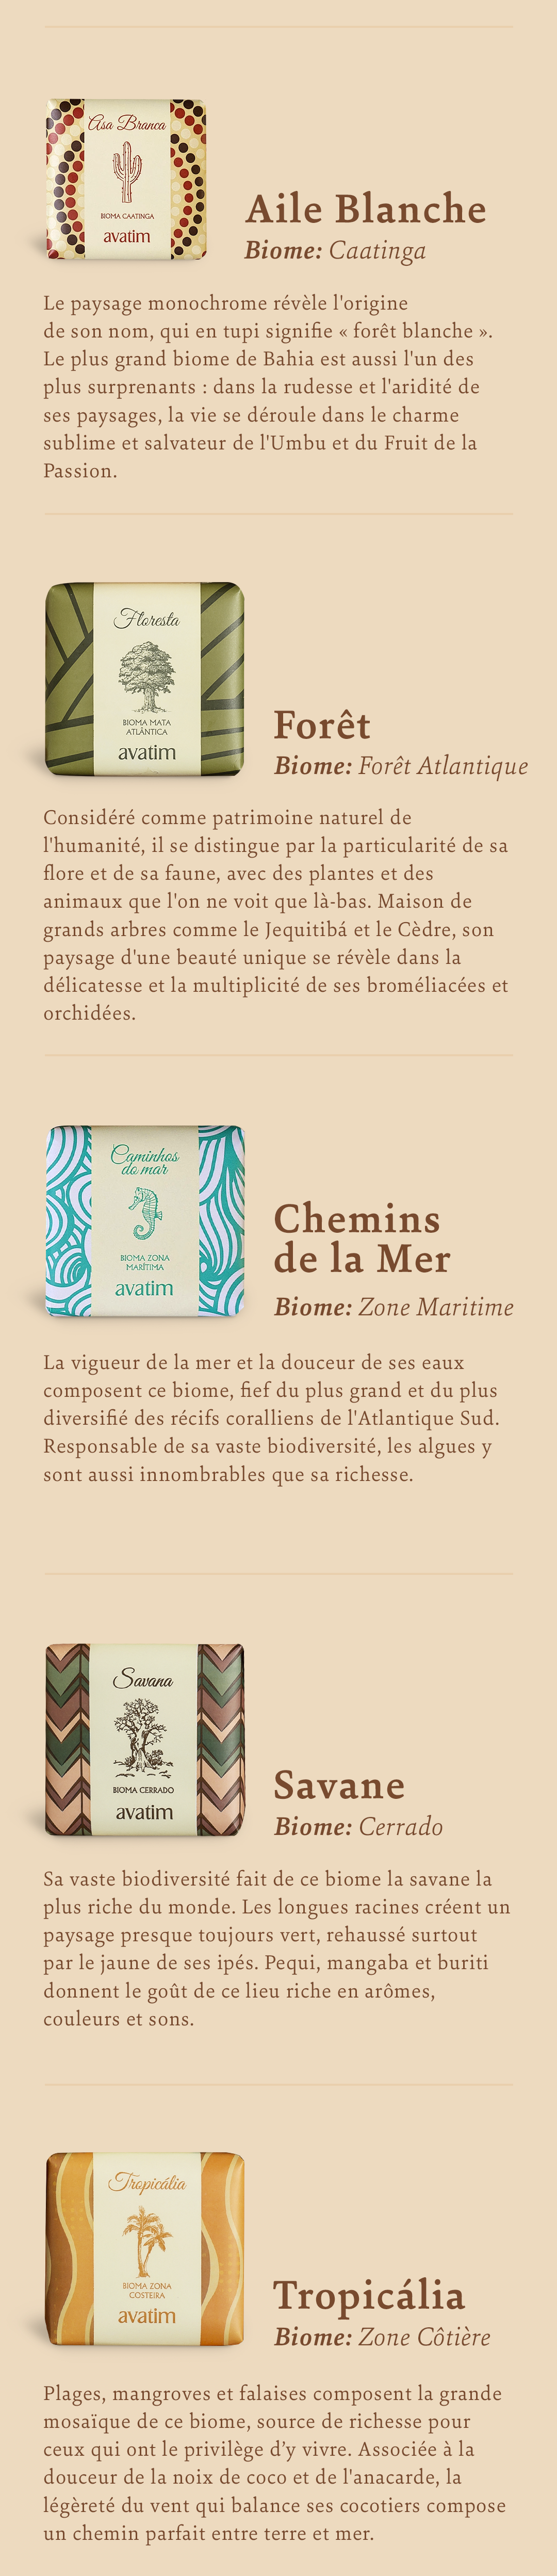 Asa Branca
BIOMA CAATINGA
avatim
Aile Blanche
Biome: Caatinga
Le paysage monochrome révèle l'origine
de son nom, qui en tupi signifie « forêt blanche ».
Le plus grand biome de Bahia est aussi l'un des
plus surprenants : dans la rudesse et l'aridité de
ses paysages, la vie se déroule dans le charme
sublime et salvateur de l'Umbu et du Fruit de la
Passion.
Floresta
BIOMA MATA
ATLÂNTICA
avatim
Forêt
Biome: Forêt Atlantique
Considéré comme patrimoine naturel de
l'humanité, il se distingue par la particularité de sa
flore et de sa faune, avec des plantes et des
animaux que l'on ne voit que là-bas. Maison de
grands arbres comme le Jequitibá et le Cèdre, son
paysage d'une beauté unique se révèle dans la
délicatesse et la multiplicité de ses broméliacées et
orchidées.
Caminhos
do mar
BIOMA ZONA
MARÍTIMA
avatim
Chemins
de la Mer
Biome: Zone Maritime
La vigueur de la mer et la douceur de ses eaux
composent ce biome, fief du plus grand et du plus
diversifié des récifs coralliens de l'Atlantique Sud.
Responsable de sa vaste biodiversité, les algues y
sont aussi innombrables que sa richesse.
Savana
BIOMA CERRADO
avatim
Savane
Biome: Cerrado
Sa vaste biodiversité fait de ce biome la savane la
plus riche du monde. Les longues racines créent un
paysage presque toujours vert, rehaussé surtout
par le jaune de ses ipés. Pequi, mangaba et buriti
donnent le goût de ce lieu riche en arômes,
couleurs et sons.
Tropicália
BIOMA ZONA
COSTEIRA
avatim
Tropicália
Biome: Zone Côtière
Plages, mangroves et falaises composent la grande
mosaïque de ce biome, source de richesse pour
ceux qui ont le privilège d’y vivre. Associée à la
douceur de la noix de coco et de l'anacarde, la
légèreté du vent qui balance ses cocotiers compose
un chemin parfait entre terre et mer.